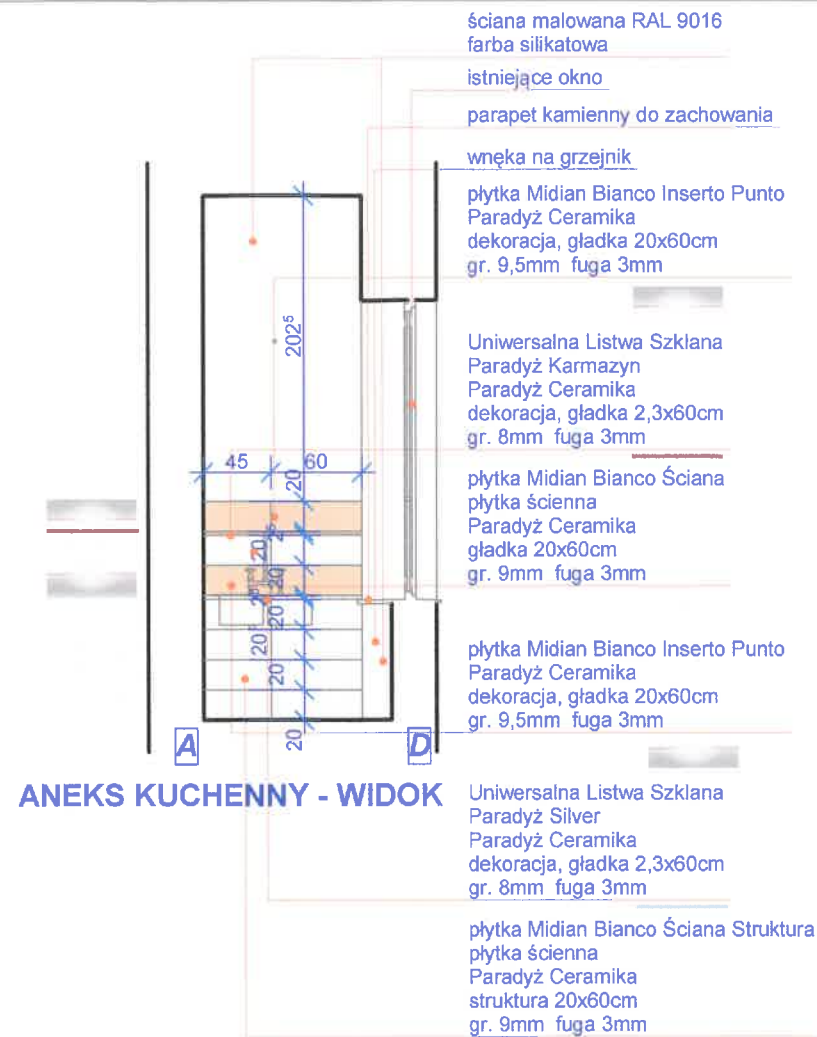 ściana malowana RAL 9016
farba silikatowa
istniejące okno
parapet kamienny do zachowania
wnęka na grzejnik
płytka Midian Bianco Inserto Punto
Paradyż Ceramika
dekoracja, gładka 20x60cm
gr. 9,5mm fuga 3mm
Uniwersalna Listwa Szklana
Paradyż Karmazyn
Paradyż Ceramika
dekoracja, gładka 2,3x60cm
gr. 8mm fuga 3mm
płytka Midian Bianco Ściana
płytka ścienna
Paradyż Ceramika
gładka 20x60cm
gr. 9mm fuga 3mm
płytka Midian Bianco Inserto Punto
Paradyż Ceramika
dekoracja, gładka 20x60cm
gr. 9,5mm fuga 3mm
Uniwersalna Listwa Szklana
Paradyż Silver
Paradyż Ceramika
dekoracja, gładka 2,3x60cm
gr. 8mm fuga 3mm
płytka Midian Bianco Ściana Struktura
płytka ścienna
Paradyż Ceramika
struktura 20x60cm
gr. 9mm fuga 3mm
202⁵
45
60
20
20
20
20
20
20⁵
20
20
A
D
ANEKS KUCHENNY - WIDOK